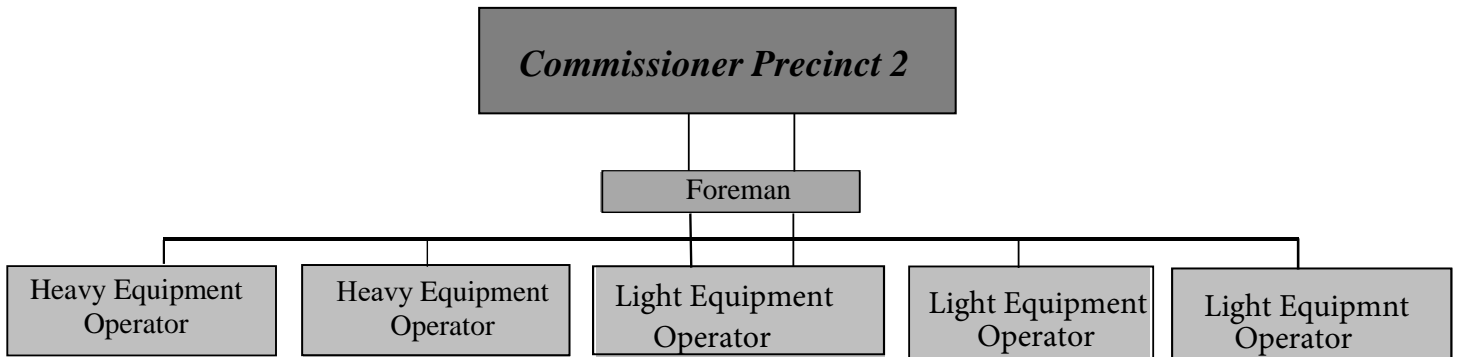 Commissioner Precinct 2
Foreman
Heavy Equipment
Operator
Heavy Equipment
Operator
Light Equipment
Operator
Light Equipment
Operator
Light Equipmnt
Operator